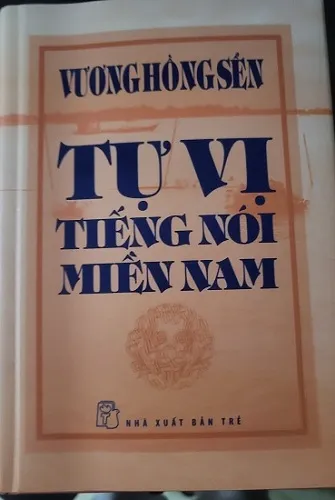 VƯƠNG HỒNG SỂN
TỰ VỊ
TIẾNG NÓI
MIỀN NAM
NHÀ XUẤT BẢN TRẺ